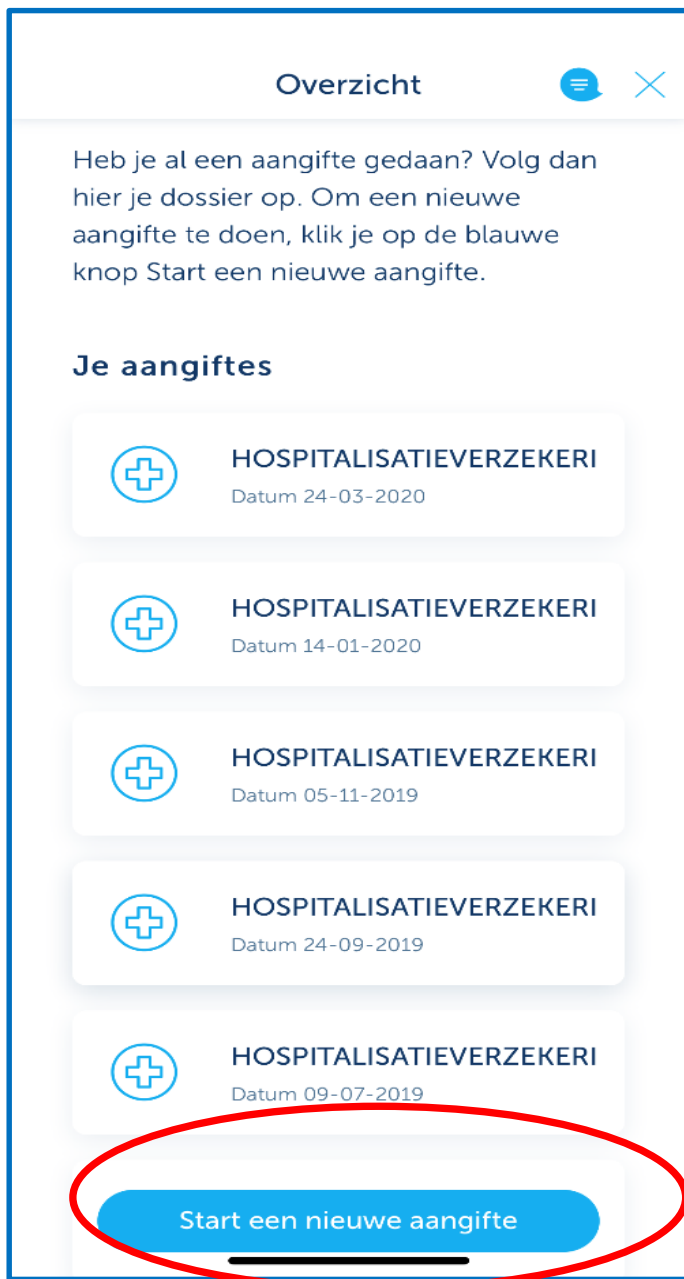 Overzicht
Heb je al een aangifte gedaan? Volg dan
hier je dossier op. Om een nieuwe
aangifte te doen, klik je op de blauwe
knop Start een nieuwe aangifte.
Je aangiftes
HOSPITALISATIEVERZEKERI
Datum 24-03-2020
HOSPITALISATIEVERZEKERI
Datum 14-01-2020
HOSPITALISATIEVERZEKERI
Datum 05-11-2019
HOSPITALISATIEVERZEKERI
Datum 24-09-2019
HOSPITALISATIEVERZEKERI
Datum 09-07-2019
Start een nieuwe aangifte